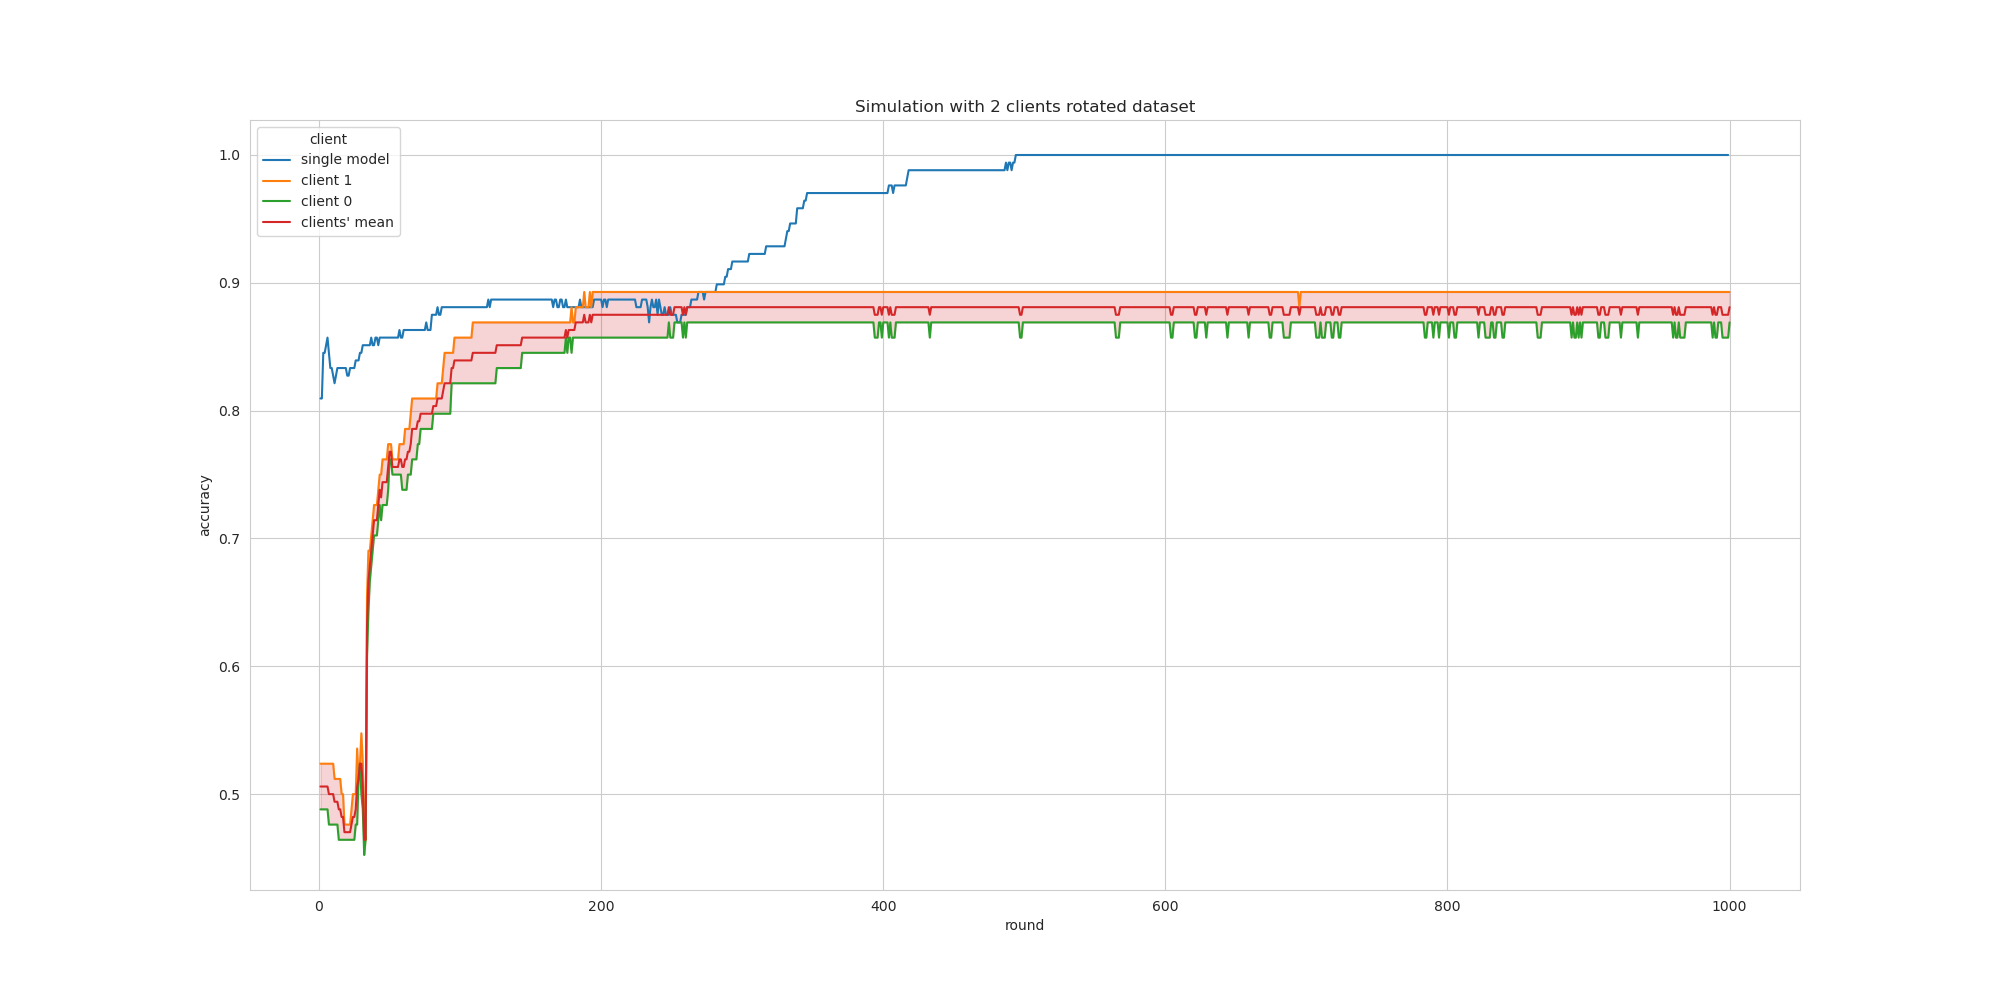 Simulation with 2 clients rotated dataset
client
single model
client 1
client 0
clients' mean
1.0
0.9
0.8
0.7
0.6
0.5
accuracy
0
200
400
600
800
1000
round